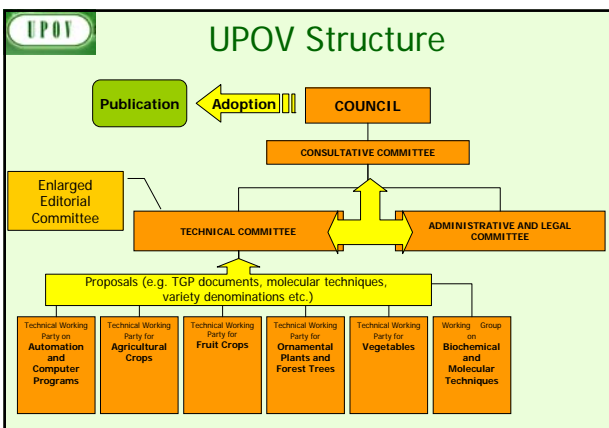 UPOV
UPOV Structure
Publication
Adoption
COUNCIL
CONSULTATIVE COMMITTEE
Enlarged
Editorial
Committee
TECHNICAL COMMITTEE
ADMINISTRATIVE AND LEGAL
COMMITTEE
Proposals (e.g. TGP documents, molecular techniques,
variety denominations etc.)
Technical Working
Party on
Automation
and
Computer
Programs
Technical Working
Party for
Agricultural
Crops
Technical Working
Party for
Fruit Crops
Technical Working
Party for
Ornamental
Plants and
Forest Trees
Technical Working
Party for
Vegetables
Working Group
on
Biochemical
and
Molecular
Techniques